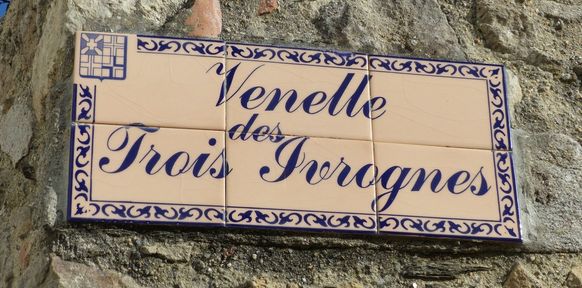 Venelle
des
Trois Ivrognes